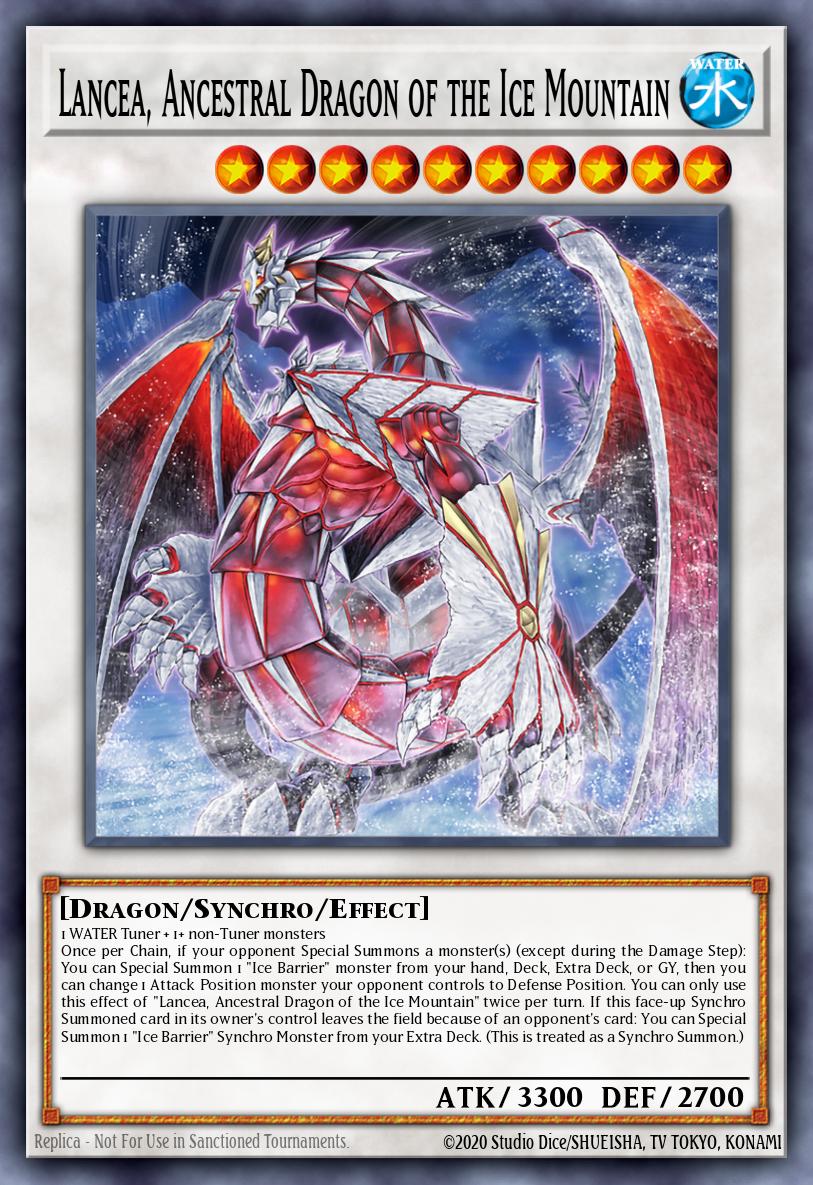 Lancea, Ancestral Dragon of the Ice Mountain
WATER
水
[Dragon/Synchro/Effect]
1 WATER Tuner + 1+ non-Tuner monsters
Once per Chain, if your opponent Special Summons a monster(s) (except during the Damage Step):
You can Special Summon 1 "Ice Barrier" monster from your hand, Deck, Extra Deck, or GY, then you
can change 1 Attack Position monster your opponent controls to Defense Position. You can only use
this effect of "Lancea, Ancestral Dragon of the Ice Mountain" twice per turn. If this face-up Synchro
Summoned card in its owner's control leaves the field because of an opponent's card: You can Special
Summon 1 "Ice Barrier" Synchro Monster from your Extra Deck. (This is treated as a Synchro Summon.)
ATK/3300 DEF/2700
Replica - Not For Use in Sanctioned Tournaments.
©2020 Studio Dice/SHUEISHA, TV TOKYO, KONAMI